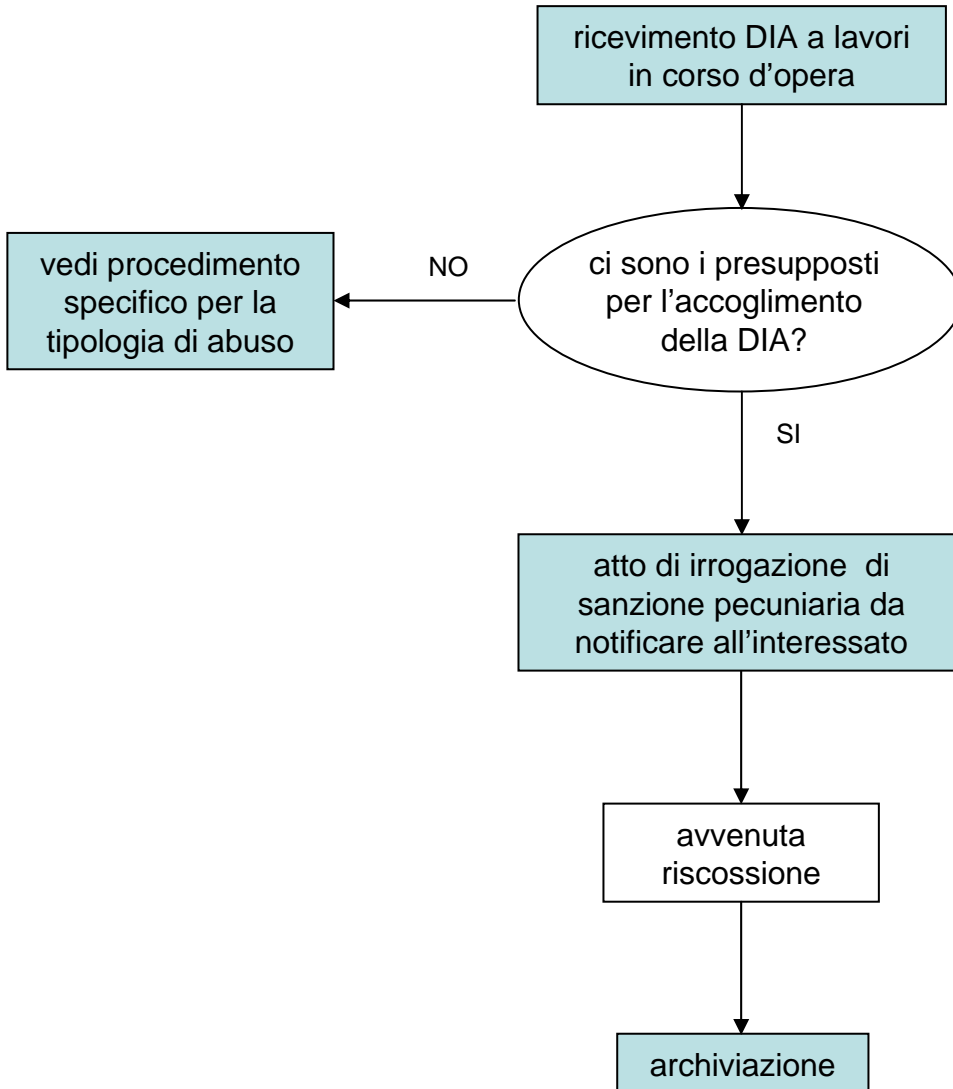 ricevimento DIA a lavori
in corso d'opera
ci sono i presupposti
per l'accoglimento
della DIA?
NO
vedi procedimento
specifico per la
tipologia di abuso
SI
atto di irrogazione  di
sanzione pecuniaria da
notificare all'interessato
avvenuta
riscossione
archiviazione